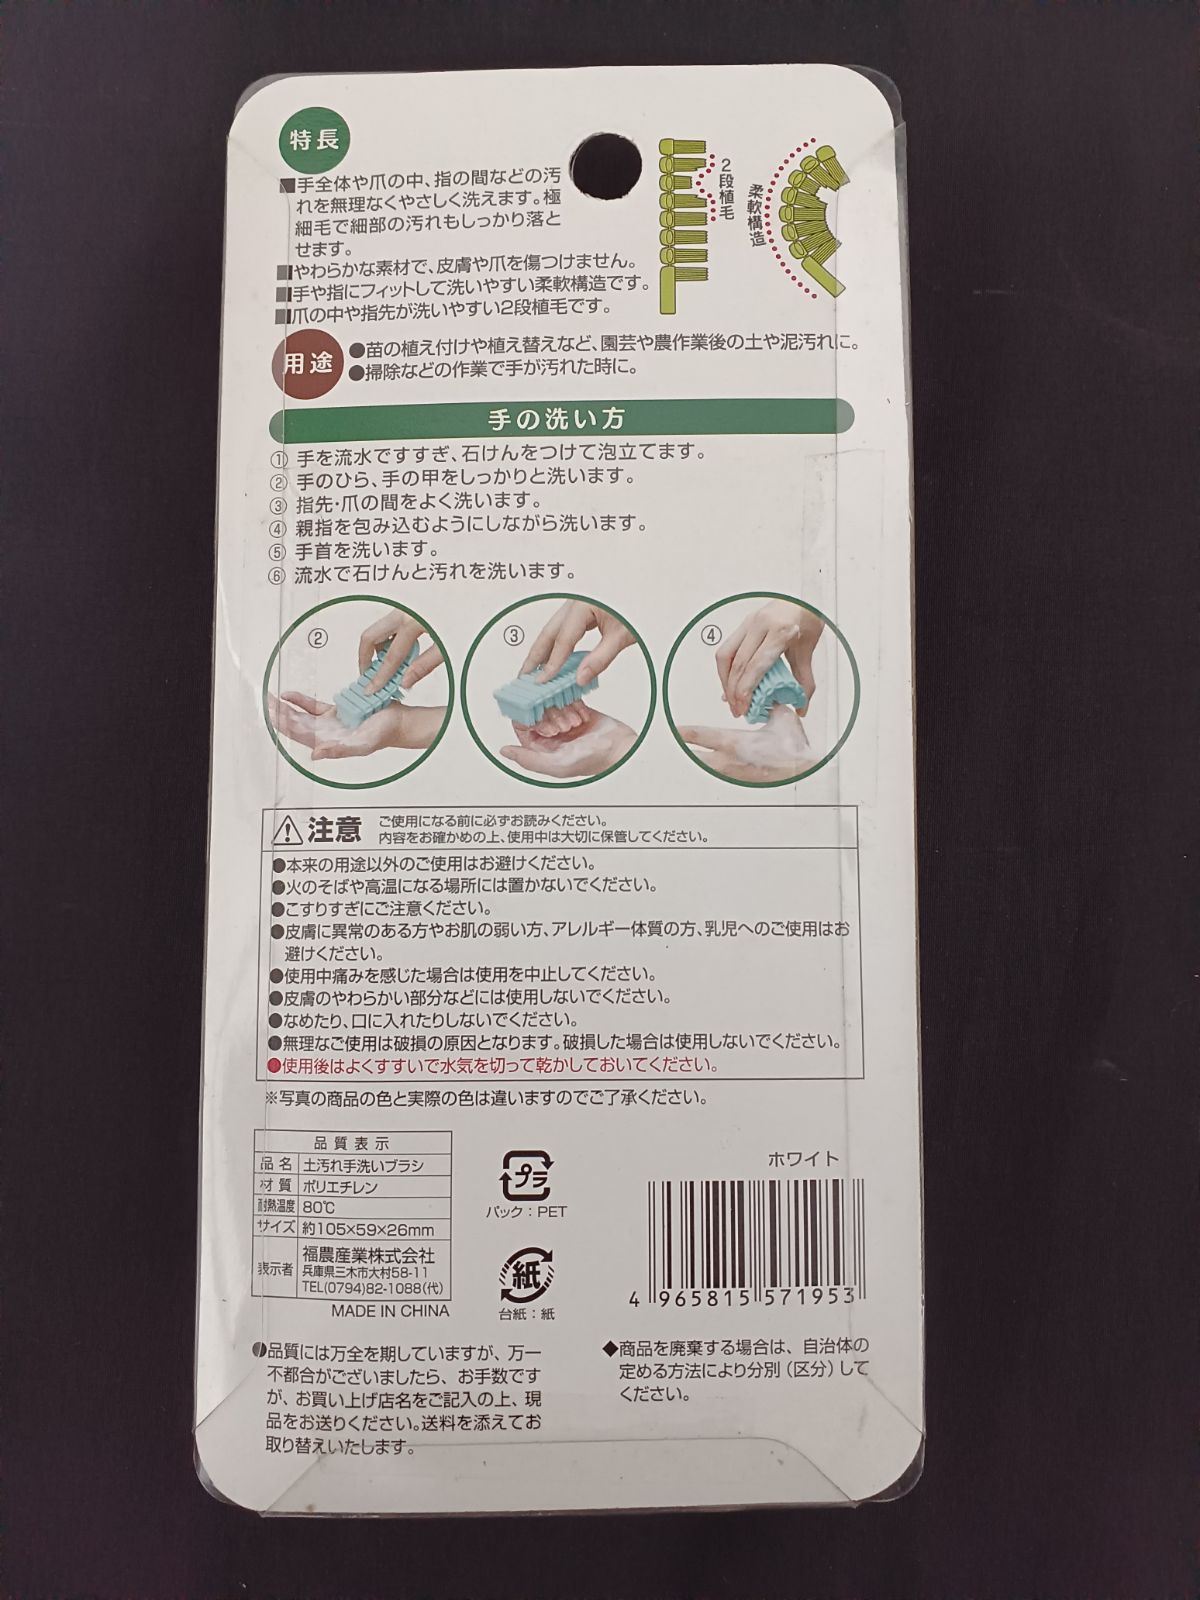 特長
■手全体や爪の中、指の間などの汚
れを無理なくやさしく洗えます。極
細毛で細部の汚れもしっかり落と
せます。
■やわらかな素材で、皮膚や爪を傷つけません。
■手や指にフィットして洗いやすい柔軟構造です。
■爪の中や指先が洗いやすい2段植毛です。
2段植毛
柔軟構造
用途
●苗の植え付けや植え替えなど、園芸や農作業後の土や泥汚れに。
●掃除などの作業で手が汚れた時に。
手の洗い方
① 手を流水ですすぎ、石けんをつけて泡立てます。
② 手のひら、手の甲をしっかりと洗います。
③ 指先・爪の間をよく洗います。
④ 親指を包み込むようにしながら洗います。
⑤ 手首を洗います。
⑥ 流水で石けんと汚れを洗います。
② ③ ④
注意
ご使用になる前に必ずお読みください。
内容をお確かめの上、使用中は大切に保管してください。
●本来の用途以外のご使用はお避けください。
●火のそばや高温になる場所には置かないでください。
●こすりすぎにご注意ください。
●皮膚に異常のある方やお肌の弱い方、アレルギー体質の方、乳児へのご使用はお
避けください。
●使用中痛みを感じた場合は使用を中止してください。
●皮膚のやわらかい部分などには使用しないでください。
●なめたり、口に入れたりしないでください。
●無理なご使用は破損の原因となります。破損した場合は使用しないでください。
●使用後はよくすすいで水気を切って乾かしておいてください。
※写真の商品の色と実際の色は違いますのでご了承ください。
品質表示
品名 土汚れ手洗いブラシ
材質 ポリエチレン
耐熱温度 80℃
サイズ 約105×59×26mm
表示者 福農産業株式会社
兵庫県三木市大村58-11
TEL(0794)82-1088(代)
MADE IN CHINA
プラ
パック：PET
紙
台紙：紙
ホワイト
4 965815 571953
●品質には万全を期していますが、万一
不都合がございましたら、お手数です
が、お買い上げ店名をご記入の上、現
品をお送りください。送料を添えてお
取り替えいたします。
◆商品を廃棄する場合は、自治体の
定める方法により分別（区分）して
ください。